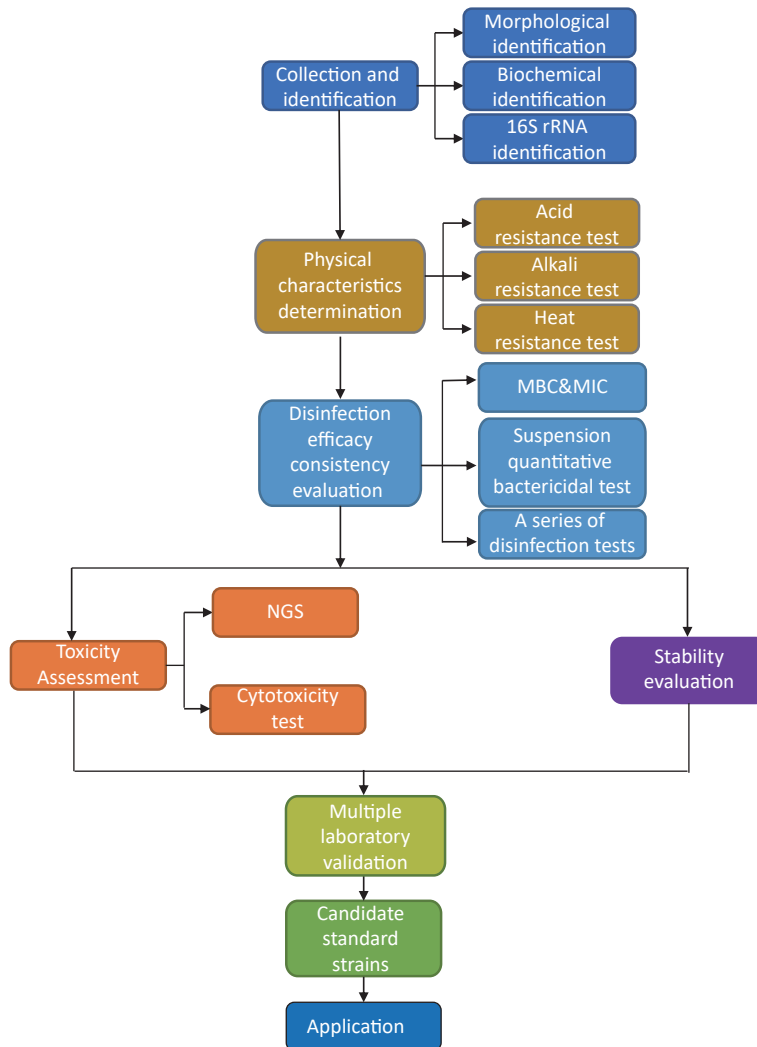 Collection and
identification
Morphological
identification
Biochemical
identification
16S rRNA
identification
Physical
characteristics
determination
Acid
resistance test
Alkali
resistance test
Heat
resistance test
Disinfection
efficacy
consistency
evaluation
MBC&MIC
Suspension
quantitative
bactericidal test
A series of
disinfection tests
Toxicity
Assessment
NGS
Cytotoxicity
test
Stability
evaluation
Multiple
laboratory
validation
Candidate
standard
strains
Application